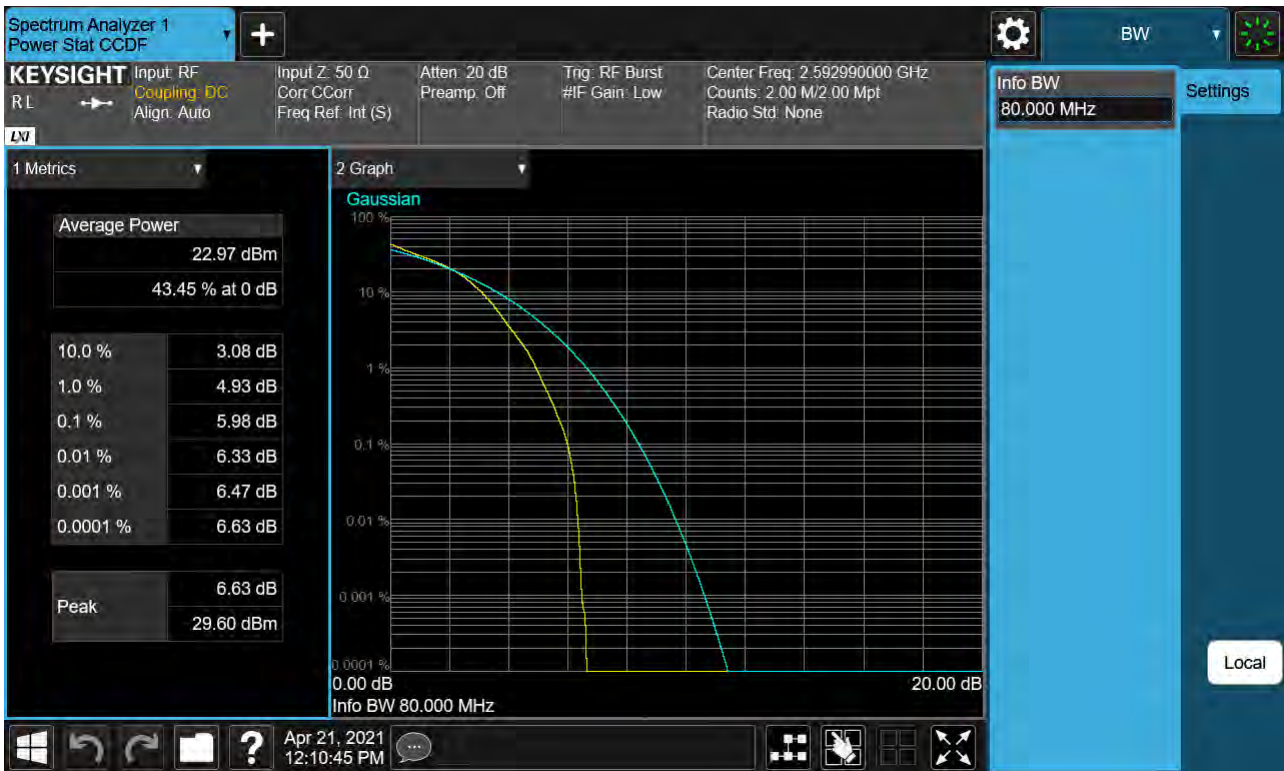 Spectrum Analyzer 1
Power Stat CCDF
BW
KEYSIGHT
R L
LXI
Input: RF
Coupling: DC
Align: Auto
Input Z: 50 Ω
Corr CCorr
Freq Ref: Int (S)
Atten: 20 dB
Preamp: Off
Trig: RF Burst
#IF Gain: Low
Center Freq: 2.592990000 GHz
Counts: 2.00 M/2.00 Mpt
Radio Std: None
Info BW
80.000 MHz
Settings
1 Metrics
Average Power
22.97 dBm
43.45 % at 0 dB
10.0 % 3.08 dB
1.0 % 4.93 dB
0.1 % 5.98 dB
0.01 % 6.33 dB
0.001 % 6.47 dB
0.0001 % 6.63 dB
Peak
6.63 dB
29.60 dBm
2 Graph
Gaussian
100 %
10 %
1 %
0.1 %
0.01 %
0.001 %
0.0001 %
0.00 dB 20.00 dB
Info BW 80.000 MHz
Local
?
Apr 21, 2021
12:10:45 PM